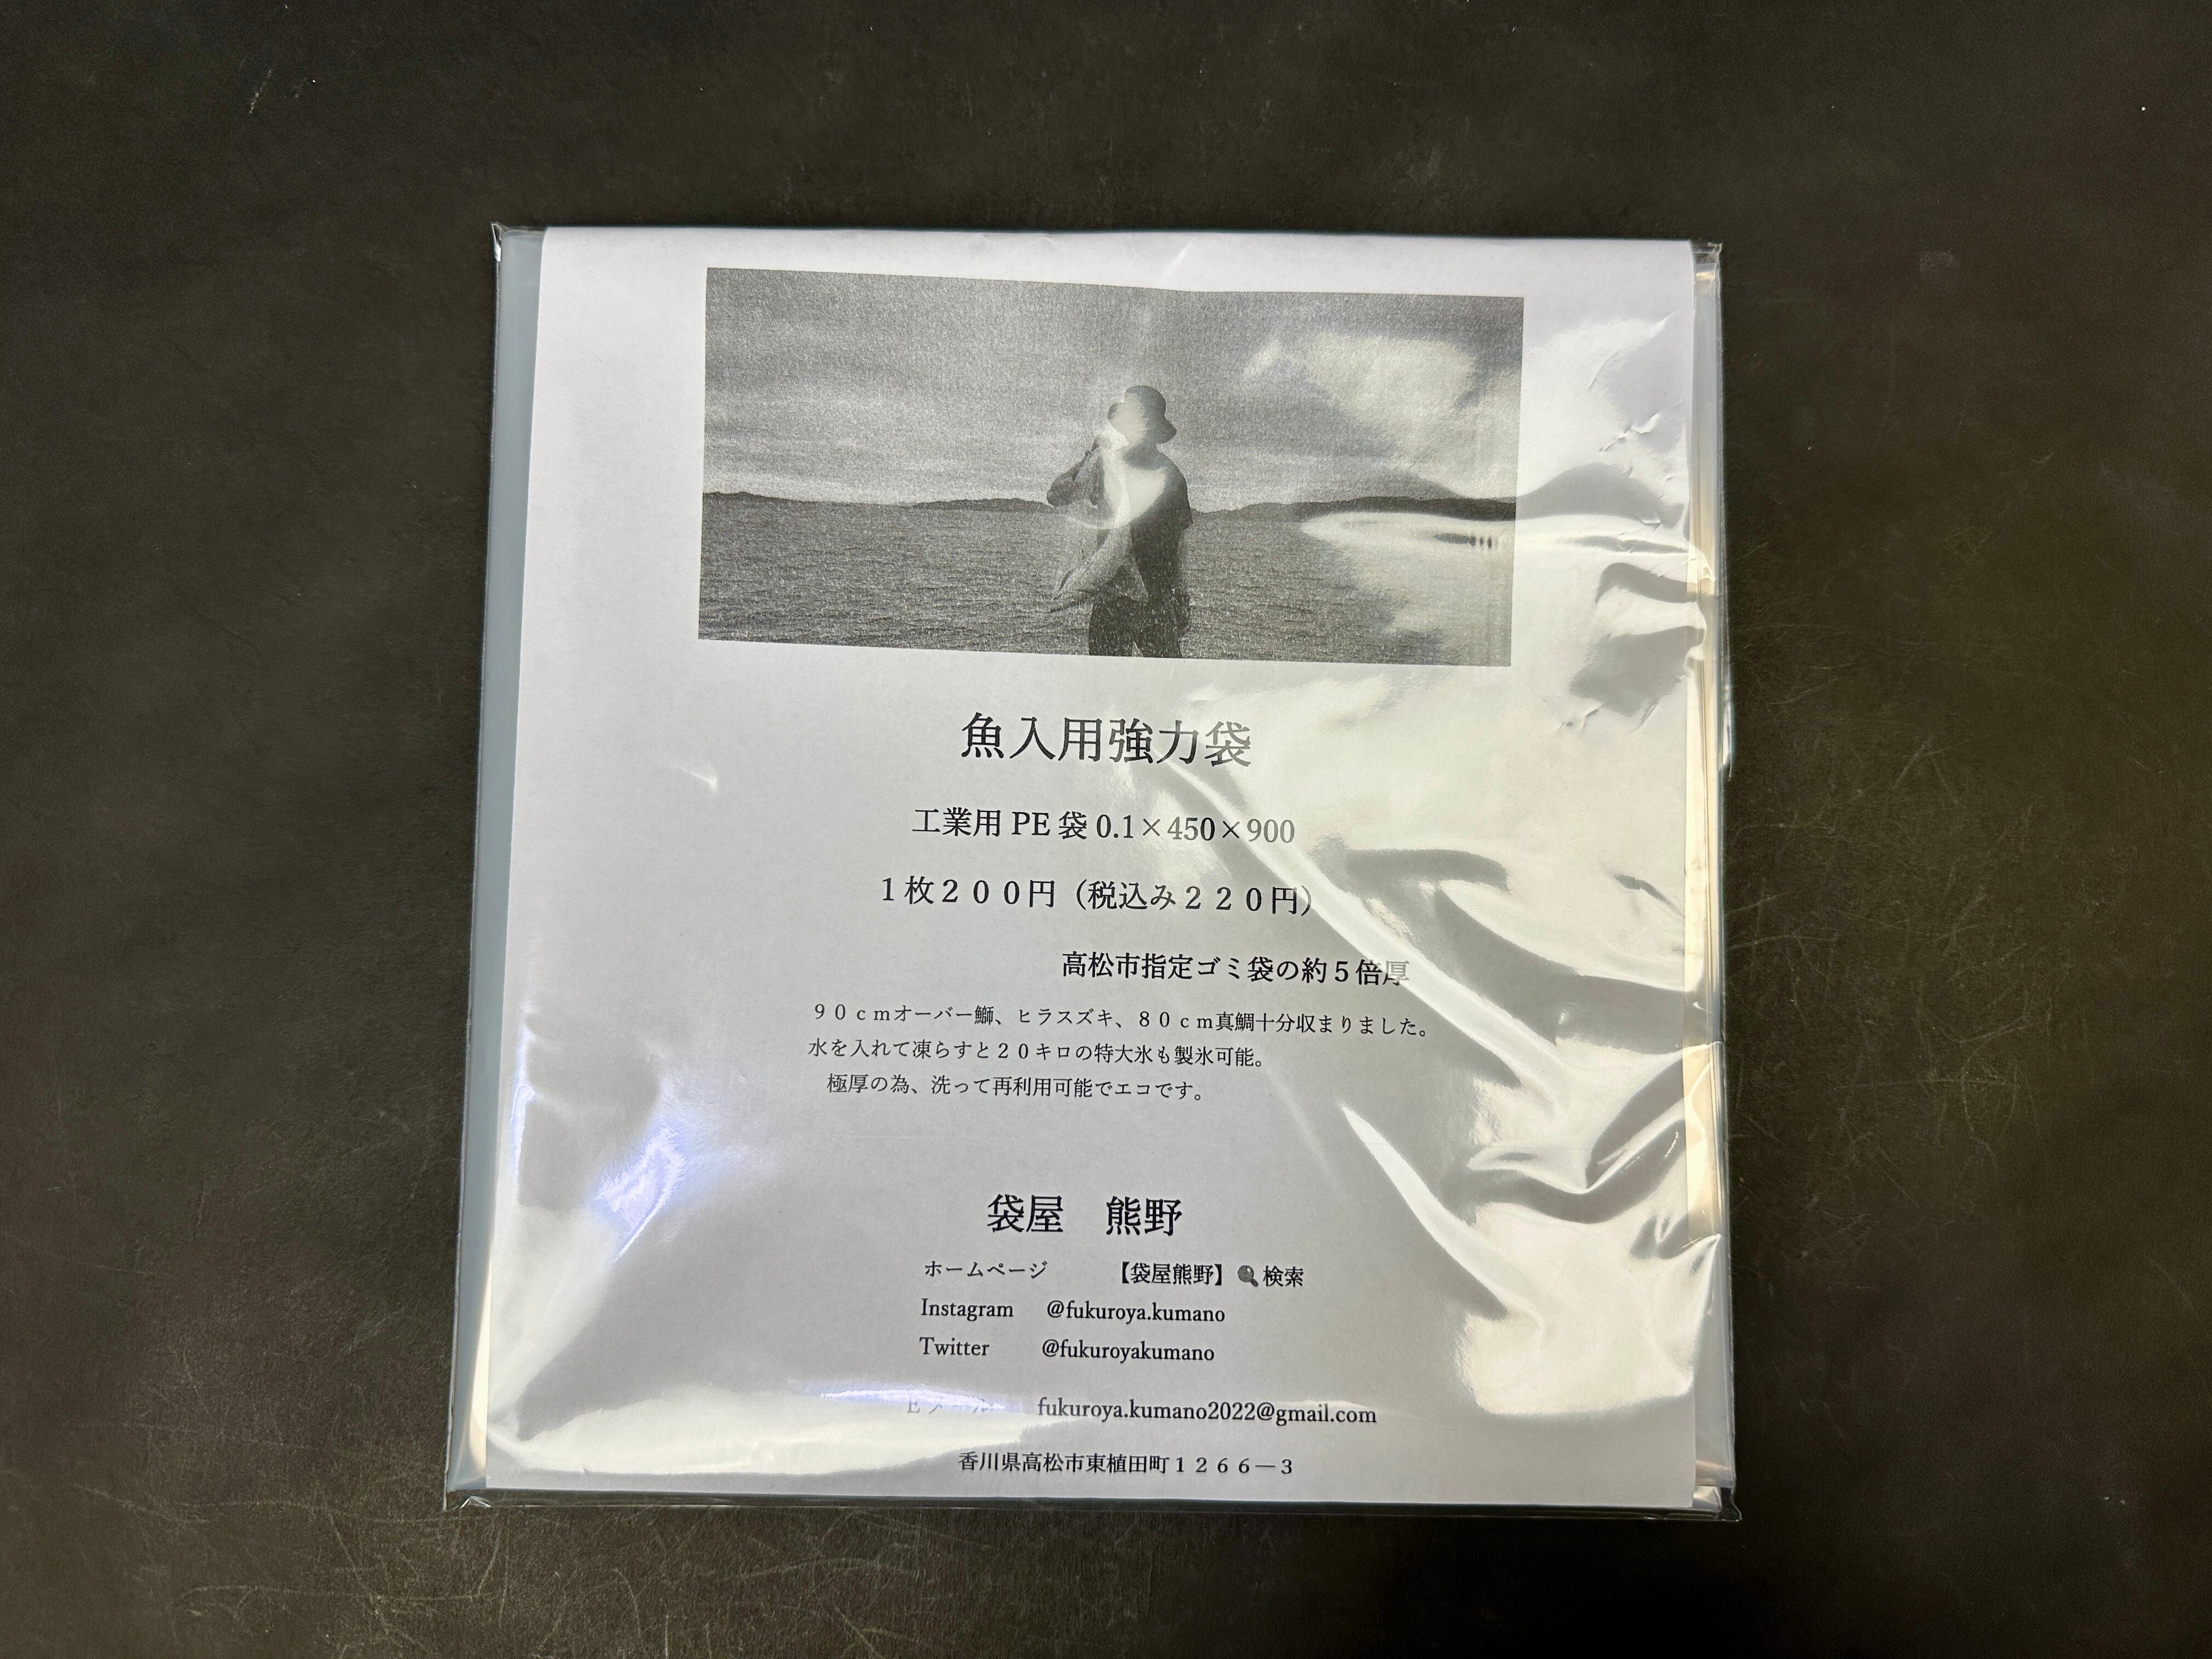 魚入用強力袋
工業用 PE 袋 0.1×450×900
１枚２００円（税込み２２０円）
高松市指定ゴミ袋の約５倍厚
９０ｃｍオーバー鰤、ヒラスズキ、８０ｃｍ真鯛十分収まりました。
水を入れて凍らすと２０キロの特大氷も製氷可能。
極厚の為、洗って再利用可能でエコです。
袋屋　熊野
ホームページ　【袋屋熊野】🔍検索
Instagram @fukuroya.kumano
Twitter @fukuroyakumano
Eメール fukuroya.kumano2022@gmail.com
香川県高松市東植田町１２６６―３